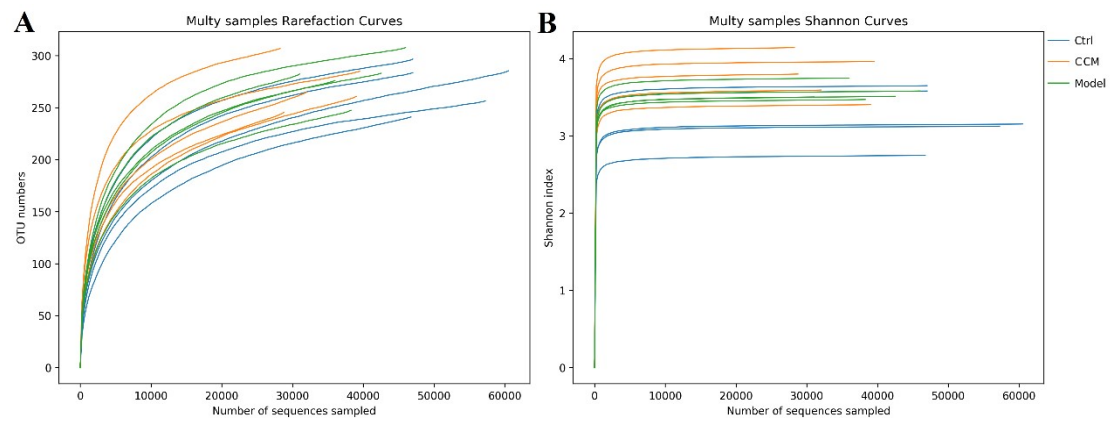 A
Multy samples Rarefaction Curves
OTU numbers
300
250
200
150
100
50
0
0 10000 20000 30000 40000 50000 60000
Number of sequences sampled
B
Multy samples Shannon Curves
Shannon index
4
3
2
1
0
0 10000 20000 30000 40000 50000 60000
Number of sequences sampled
Ctrl
CCM
Model